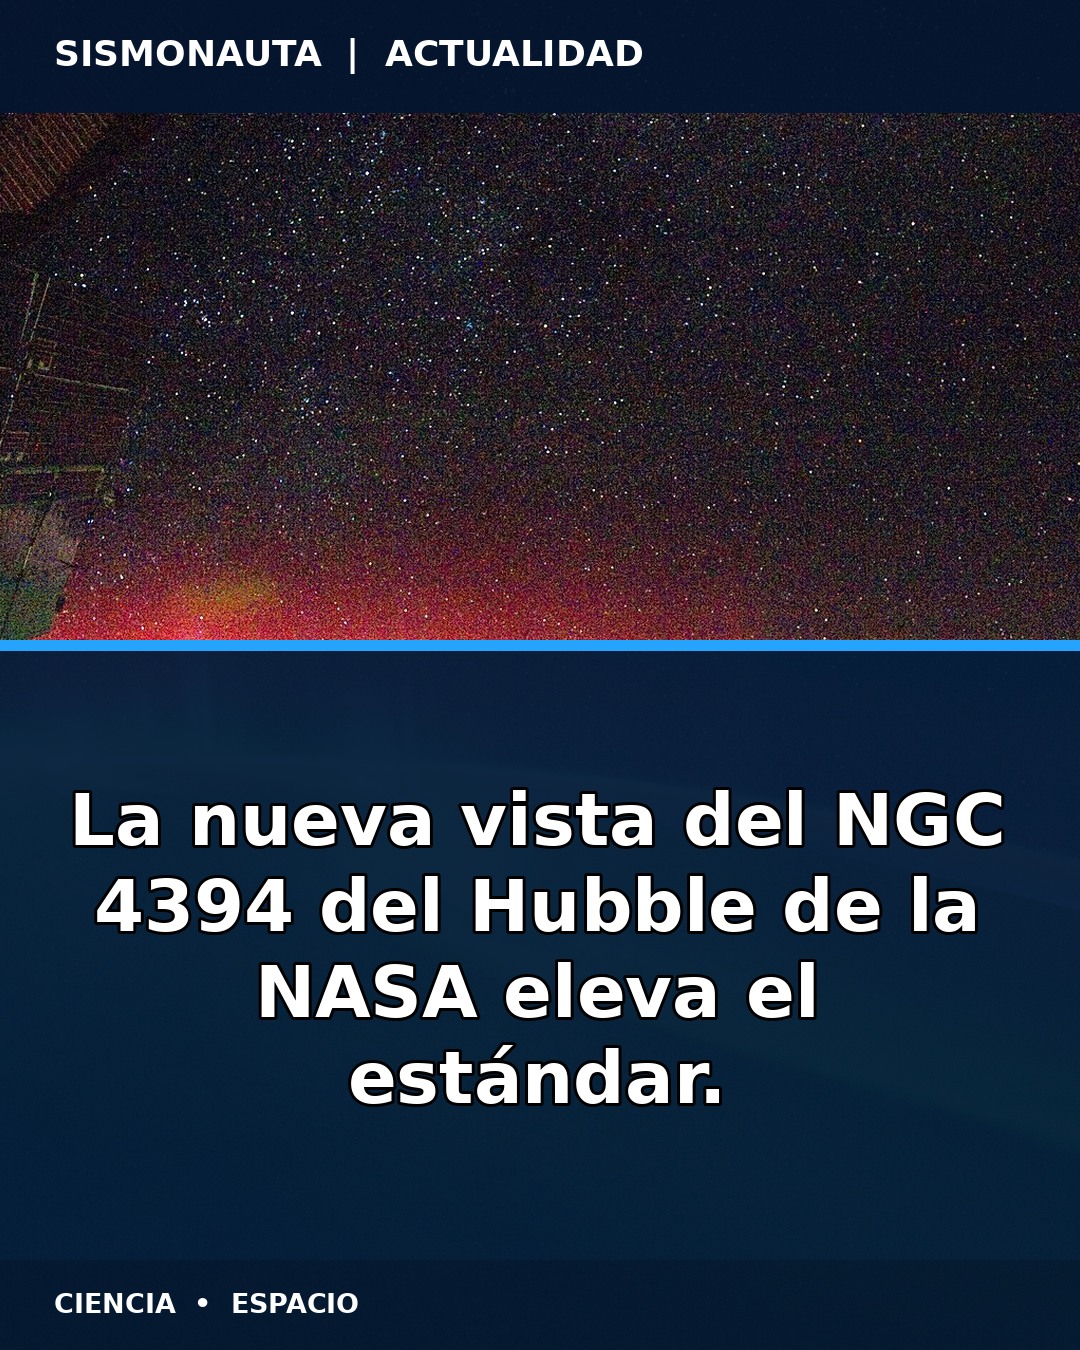 SISMONAUTA | ACTUALIDAD
La nueva vista del NGC
4394 del Hubble de la
NASA eleva el
estándar.
CIENCIA • ESPACIO